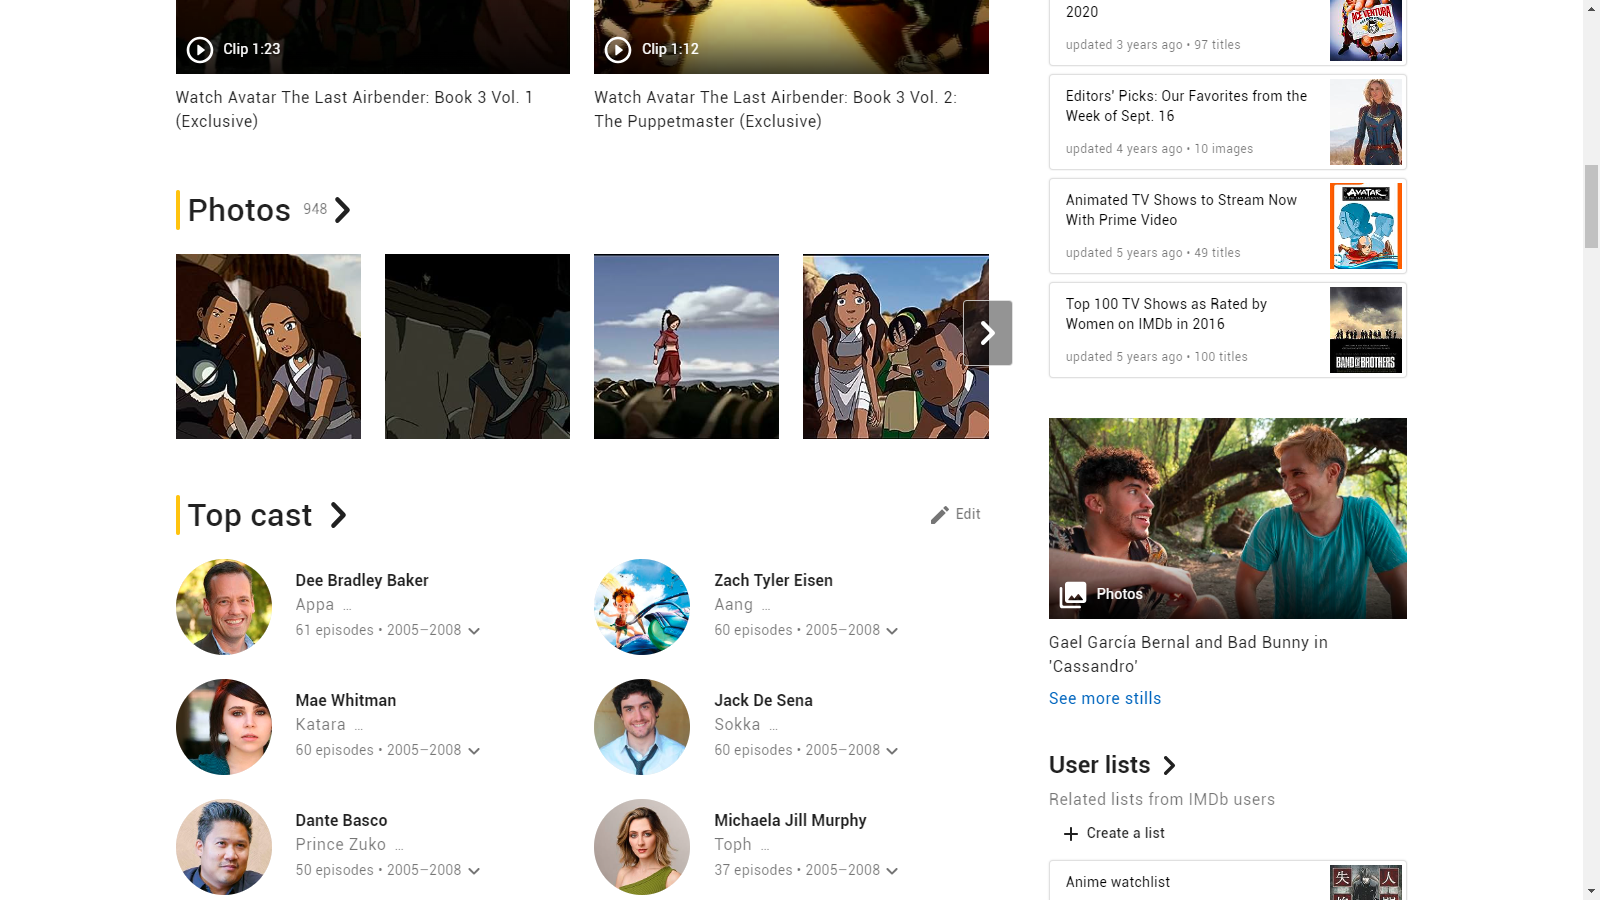 Clip 1:23
Clip 1:12
Watch Avatar The Last Airbender: Book 3 Vol. 1
(Exclusive)
Watch Avatar The Last Airbender: Book 3 Vol. 2:
The Puppetmaster (Exclusive)
Photos 948
Top cast
Edit
Dee Bradley Baker
Appa ...
61 episodes • 2005–2008
Zach Tyler Eisen
Aang ...
60 episodes • 2005–2008
Mae Whitman
Katara ...
60 episodes • 2005–2008
Jack De Sena
Sokka ...
60 episodes • 2005–2008
Dante Basco
Prince Zuko ...
50 episodes • 2005–2008
Michaela Jill Murphy
Toph ...
37 episodes • 2005–2008
2020
updated 3 years ago • 97 titles
ACE VENTURA
Editors' Picks: Our Favorites from the
Week of Sept. 16
updated 4 years ago • 10 images
Animated TV Shows to Stream Now
With Prime Video
updated 5 years ago • 49 titles
AVATAR
Top 100 TV Shows as Rated by
Women on IMDb in 2016
updated 5 years ago • 100 titles
BAND OF BROTHERS
Photos
Gael García Bernal and Bad Bunny in
'Cassandro'
See more stills
User lists
Related lists from IMDb users
Create a list
Anime watchlist
失 人